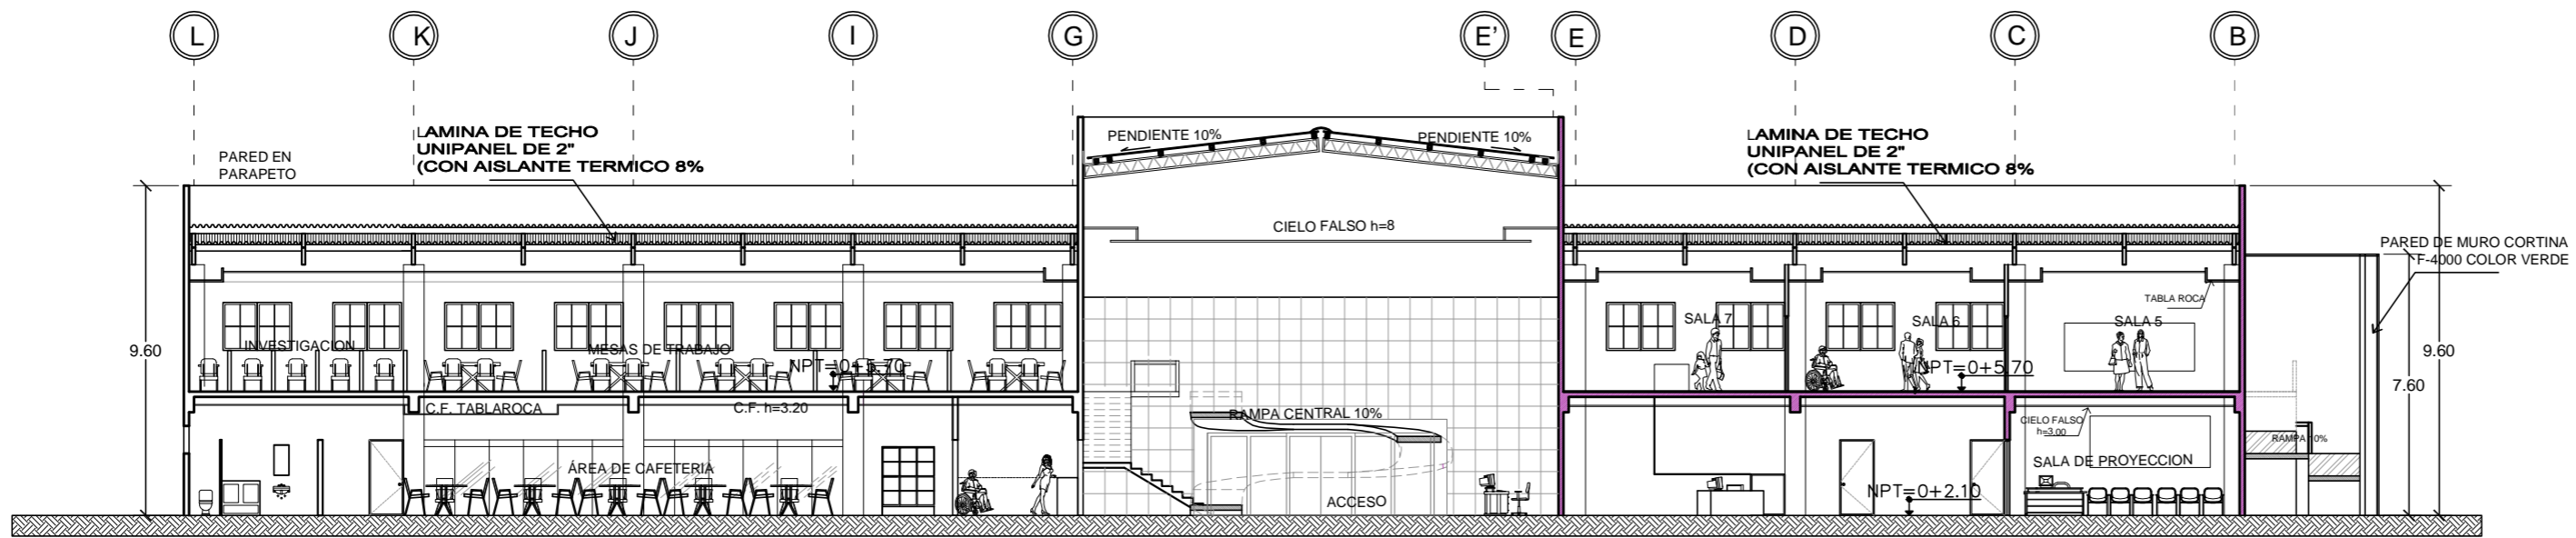 L
K
J
I
G
E'
E
D
C
B
PARED EN
PARAPETO
LAMINA DE TECHO
UNIPANEL DE 2"
(CON AISLANTE TERMICO 8%
PENDIENTE 10%
PENDIENTE 10%
LAMINA DE TECHO
UNIPANEL DE 2"
(CON AISLANTE TERMICO 8%
CIELO FALSO h=8
PARED DE MURO CORTINA
F-4000 COLOR VERDE
TABLA ROCA
INVESTIGACION
MESAS DE TRABAJO
NPT=0+5.70
SALA 7
SALA 6
SALA 5
NPT=0+5.70
9.60
9.60
7.60
C.F. TABLAROCA
C.F. h=3.20
RAMPA CENTRAL 10%
CIELO FALSO
h=3.00
RAMPA 10%
ÁREA DE CAFETERIA
SALA DE PROYECCION
ACCESO
NPT=0+2.10